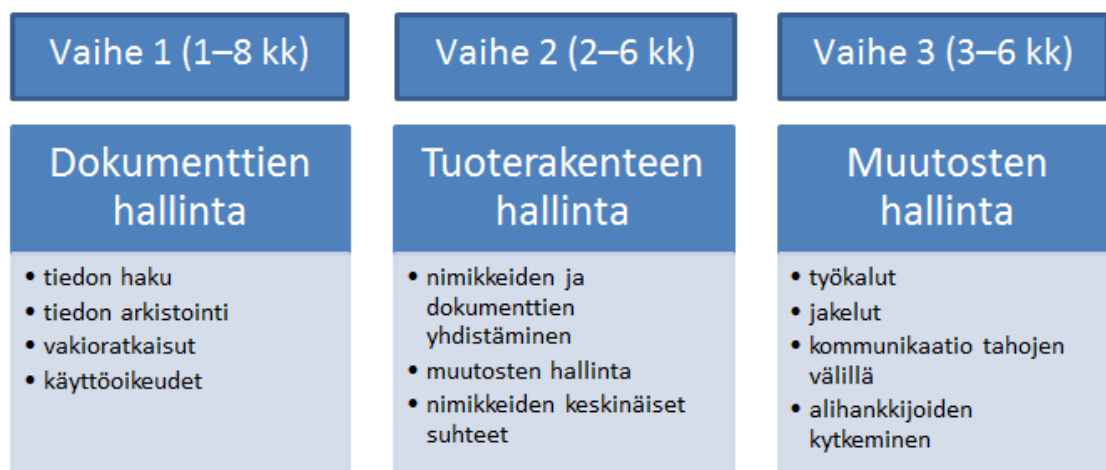 Vaihe 1 (1–8 kk)
Vaihe 2 (2–6 kk)
Vaihe 3 (3–6 kk)
Dokumenttien
hallinta
• tiedon haku
• tiedon arkistointi
• vakioratkaisut
• käyttöoikeudet
Tuoterakenteen
hallinta
• nimikkeiden ja
dokumenttien
yhdistäminen
• muutosten hallinta
• nimikkeiden keskinäiset
suhteet
Muutosten
hallinta
• työkalut
• jakelut
• kommunikaatio tahojen
välillä
• alihankkijoiden
kytkeminen